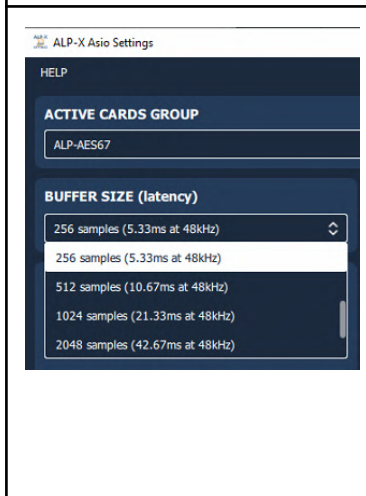 ALP-X Asio Settings
HELP
ACTIVE CARDS GROUP
ALP-AES67
BUFFER SIZE (latency)
256 samples (5.33ms at 48kHz)
256 samples (5.33ms at 48kHz)
512 samples (10.67ms at 48kHz)
1024 samples (21.33ms at 48kHz)
2048 samples (42.67ms at 48kHz)